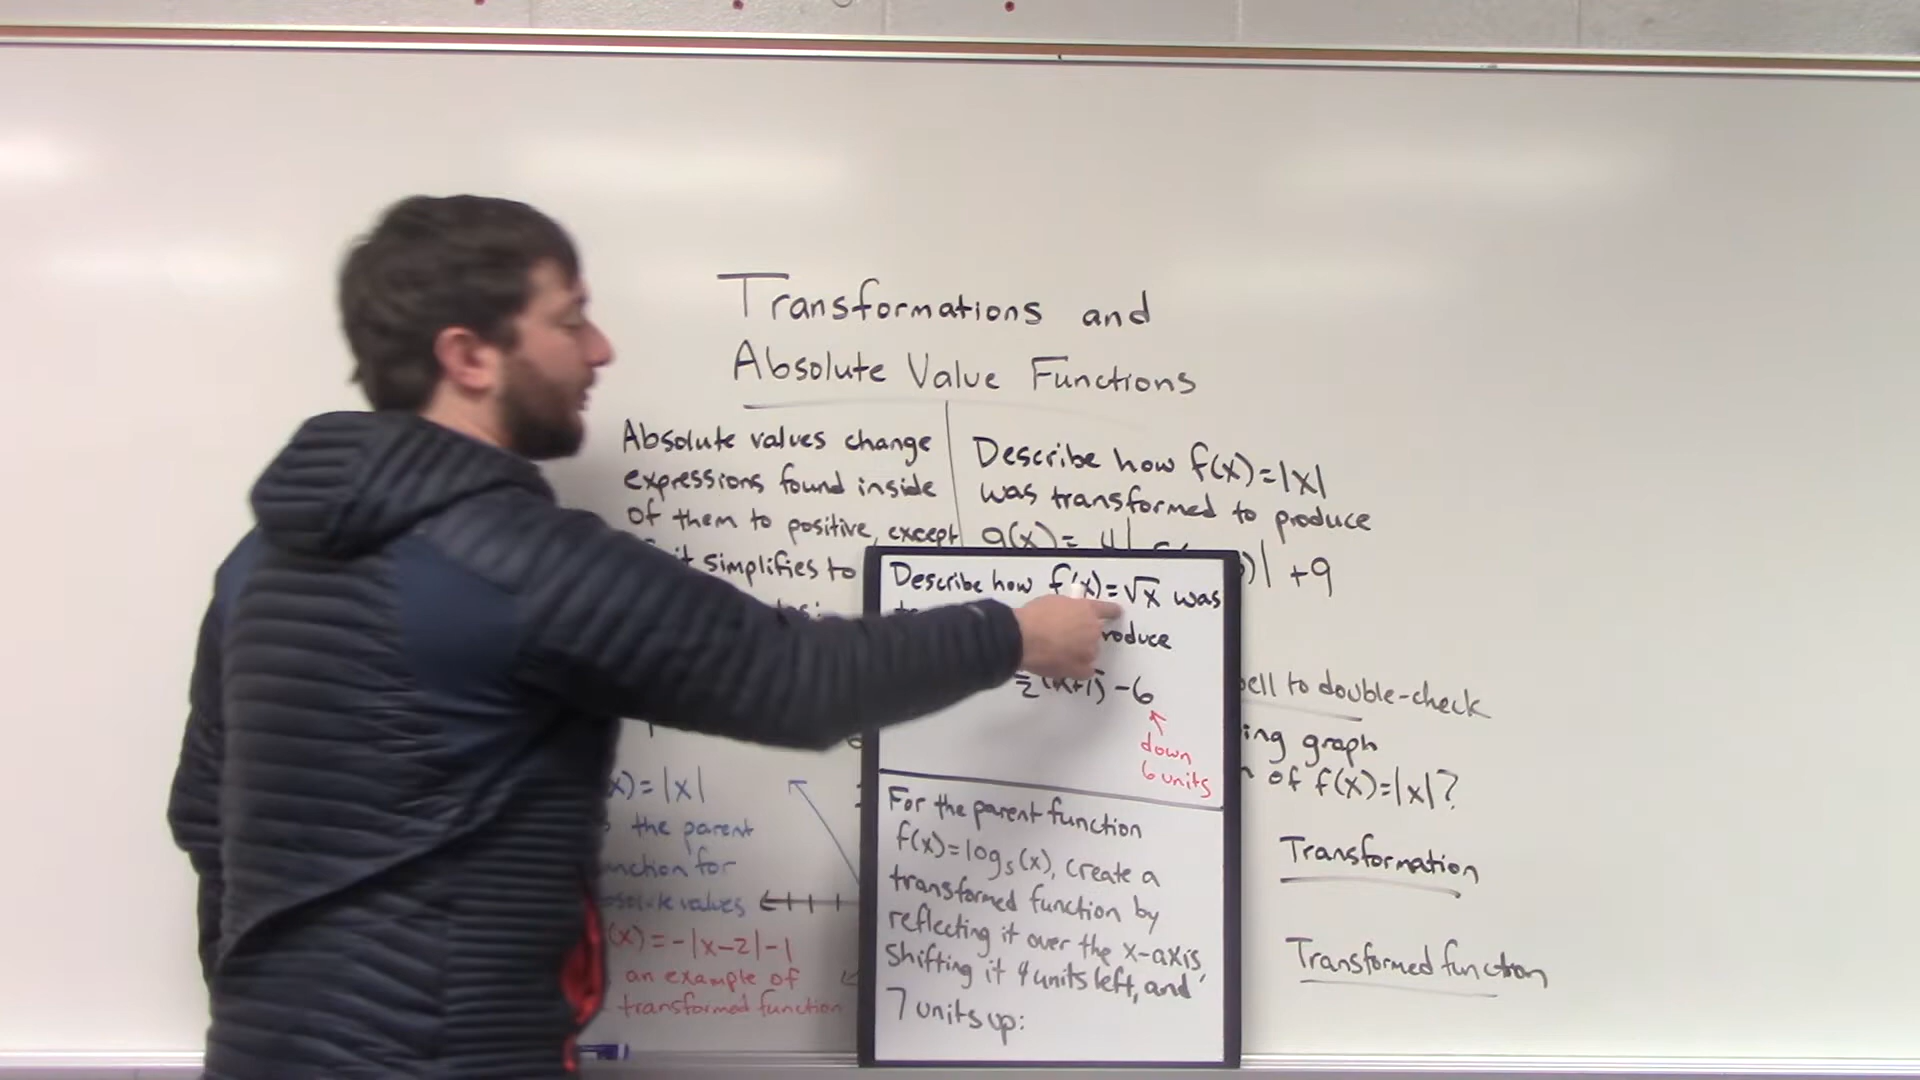 Transformations and
Absolute Value Functions
Absolute values change
expressions found inside
of them to positive, except
it simplifies to
x)=|x|
the parent
nction for
absolute values
(x)=-|x-2|-1
an example of
transformed function
Describe how f(x)=|x|
was transformed to produce
g(x)=
)| +9
ell to double-check
ing graph
of f(x)=|x|?
Transformation
Transformed function
Describe how f(x)=√x was
roduce
(x+1) -6
down
6 units
For the parent function
f(x)=log₅(x), create a
transformed function by
reflecting it over the x-axis,
shifting it 4 units left, and
7 units up: